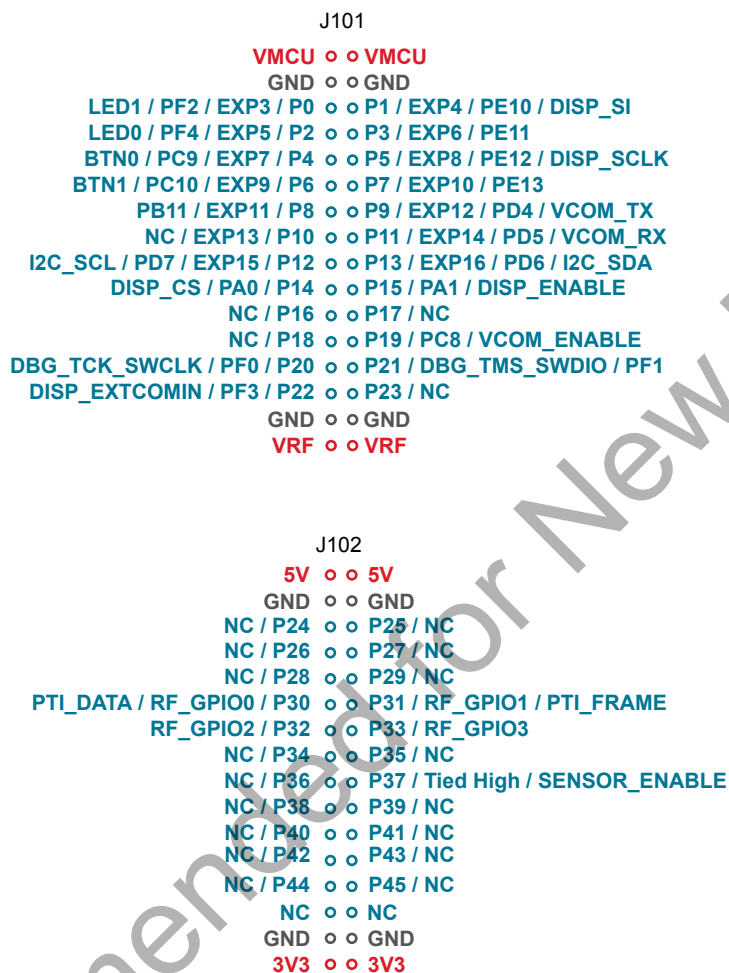 J101
VMCU VMCU
GND GND
LED1 / PF2 / EXP3 / P0 P1 / EXP4 / PE10 / DISP_SI
LED0 / PF4 / EXP5 / P2 P3 / EXP6 / PE11
BTN0 / PC9 / EXP7 / P4 P5 / EXP8 / PE12 / DISP_SCLK
BTN1 / PC10 / EXP9 / P6 P7 / EXP10 / PE13
PB11 / EXP11 / P8 P9 / EXP12 / PD4 / VCOM_TX
NC / EXP13 / P10 P11 / EXP14 / PD5 / VCOM_RX
I2C_SCL / PD7 / EXP15 / P12 P13 / EXP16 / PD6 / I2C_SDA
DISP_CS / PA0 / P14 P15 / PA1 / DISP_ENABLE
NC / P16 P17 / NC
NC / P18 P19 / PC8 / VCOM_ENABLE
DBG_TCK_SWCLK / PF0 / P20 P21 / DBG_TMS_SWDIO / PF1
DISP_EXTCOMIN / PF3 / P22 P23 / NC
GND GND
VRF VRF
J102
5V 5V
GND GND
NC / P24 P25 / NC
NC / P26 P27 / NC
NC / P28 P29 / NC
PTI_DATA / RF_GPIO0 / P30 P31 / RF_GPIO1 / PTI_FRAME
RF_GPIO2 / P32 P33 / RF_GPIO3
NC / P34 P35 / NC
NC / P36 P37 / Tied High / SENSOR_ENABLE
NC / P38 P39 / NC
NC / P40 P41 / NC
NC / P42 P43 / NC
NC / P44 P45 / NC
NC NC
GND GND
3V3 3V3
mended for New